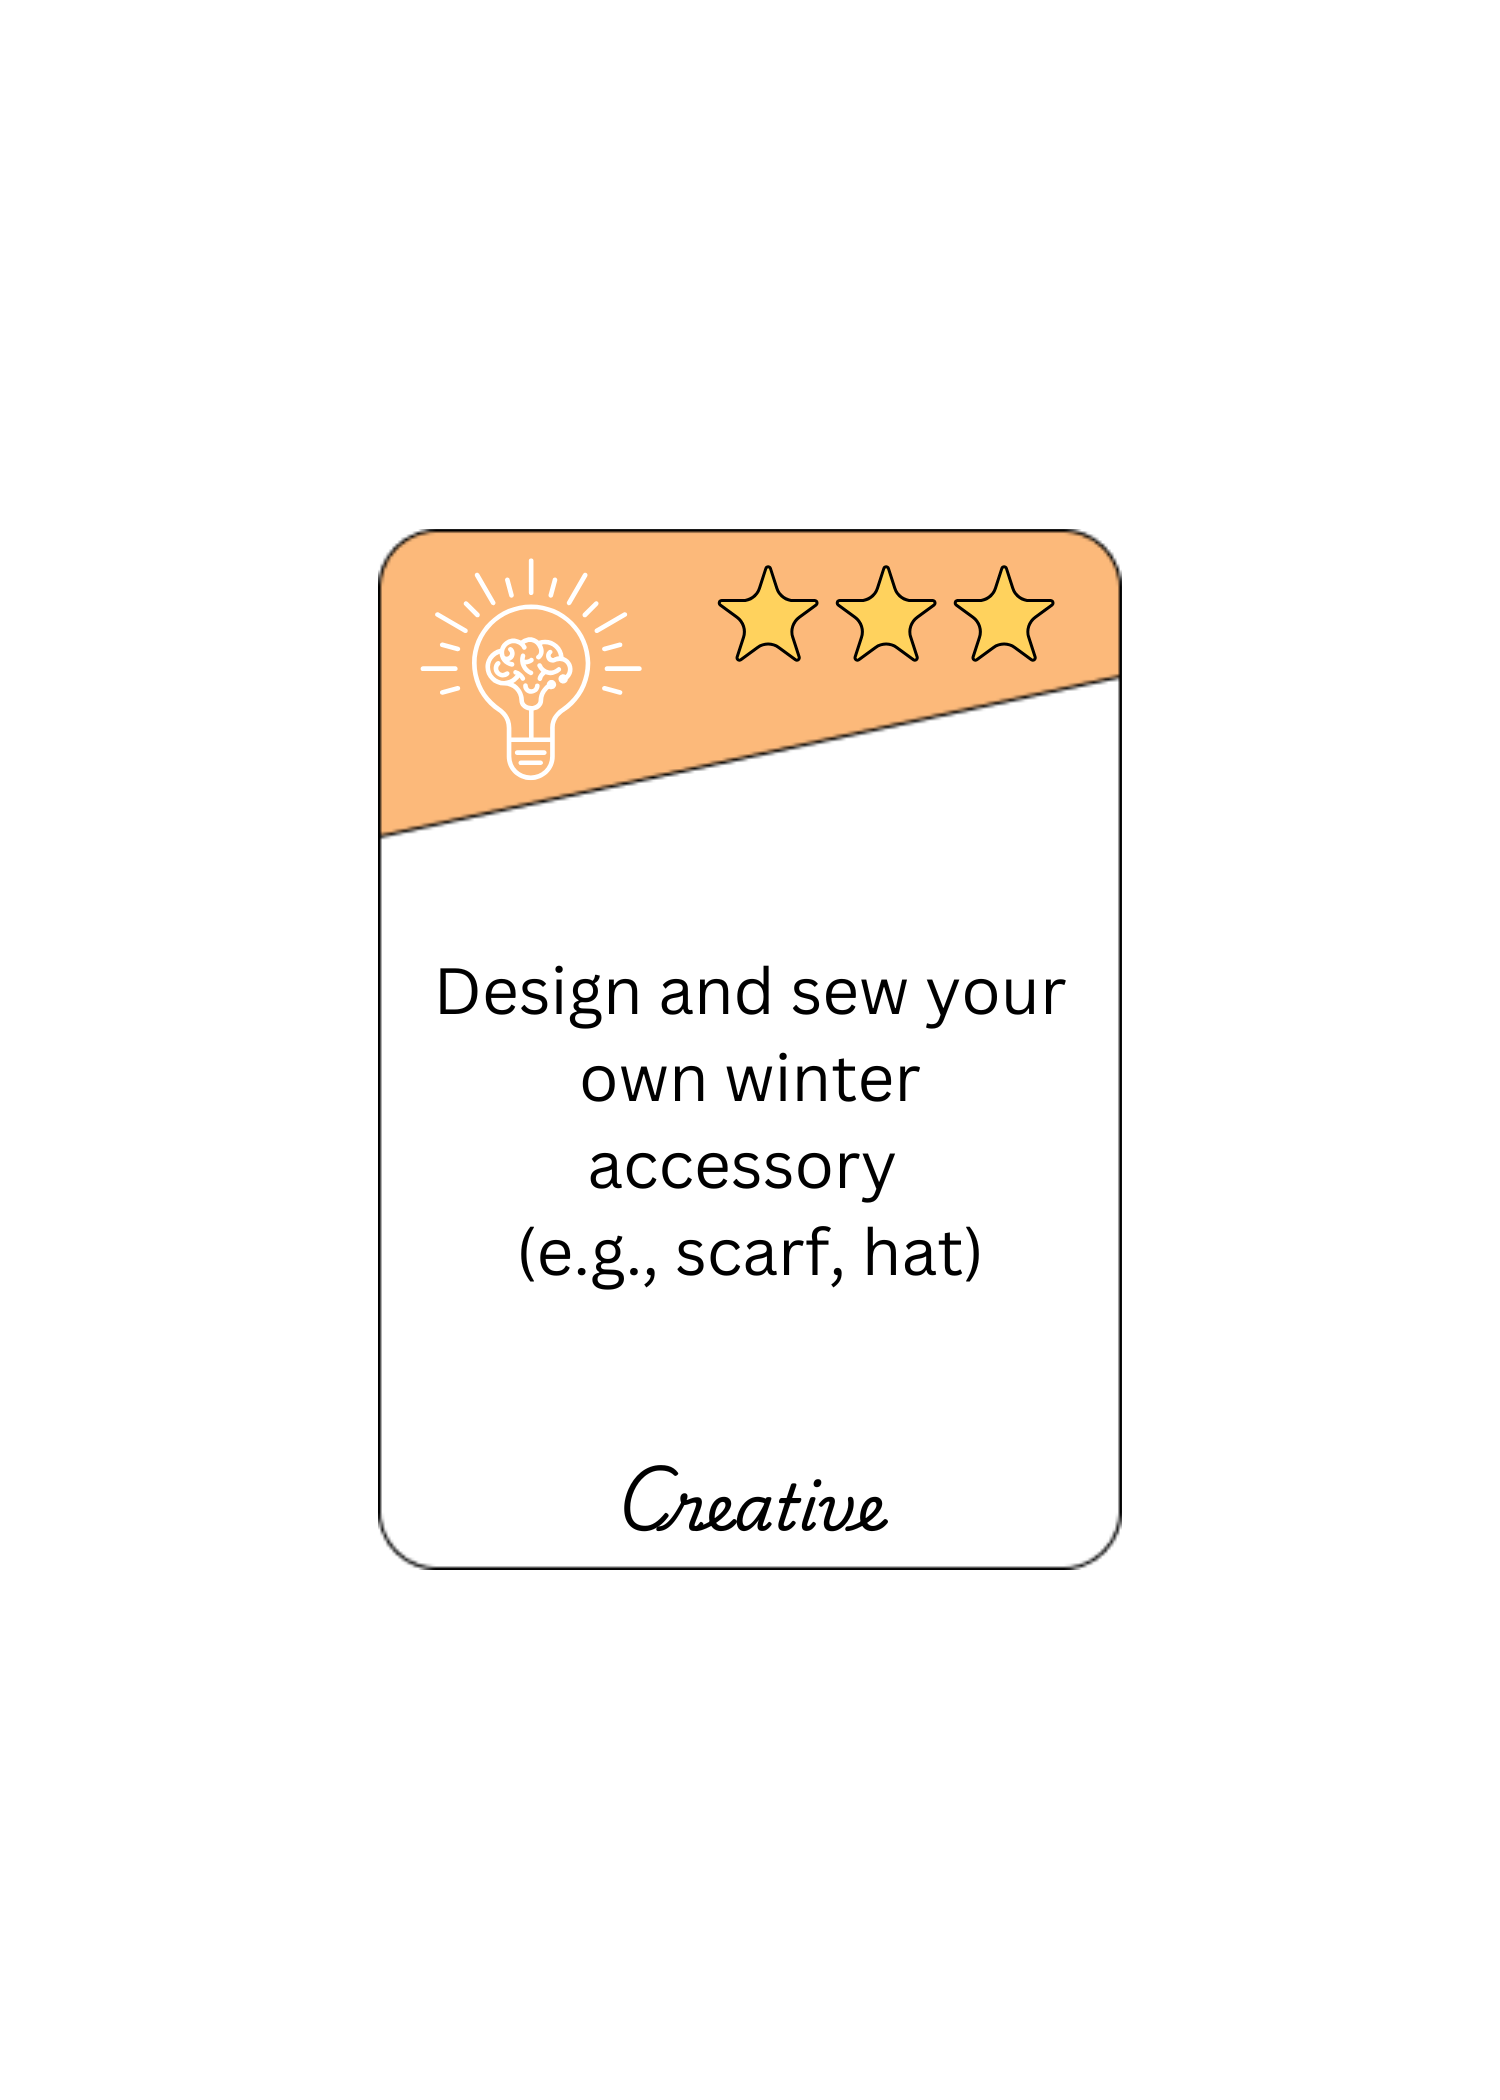 Design and sew your
own winter
accessory
(e.g., scarf, hat)
Creative